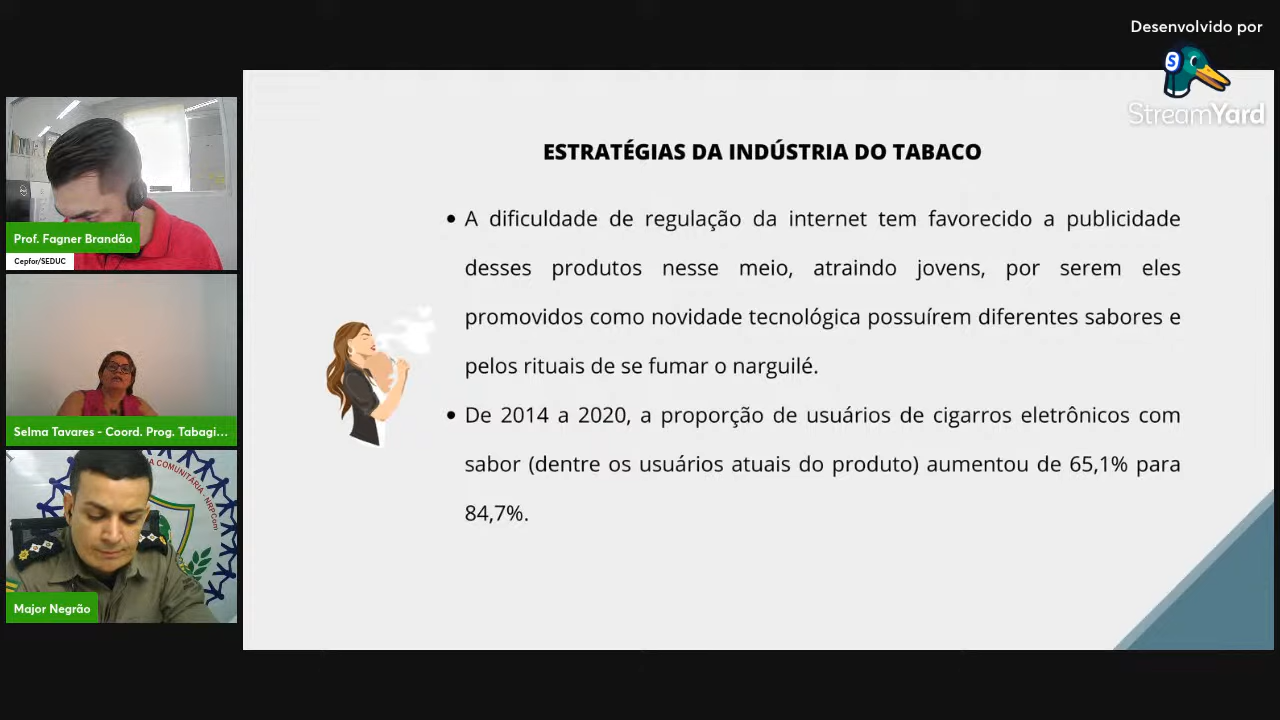 Desenvolvido por
StreamYard
Prof. Fagner Brandão
Cepfor/SEDUC
Selma Tavares - Coord. Prog. Tabagi...
COMUNITÁRIA - NRPCom
Major Negrão
ESTRATÉGIAS DA INDÚSTRIA DO TABACO
• A dificuldade de regulação da internet tem favorecido a publicidade
desses produtos nesse meio, atraindo jovens, por serem eles
promovidos como novidade tecnológica possuírem diferentes sabores e
pelos rituais de se fumar o narguilé.
• De 2014 a 2020, a proporção de usuários de cigarros eletrônicos com
sabor (dentre os usuários atuais do produto) aumentou de 65,1% para
84,7%.